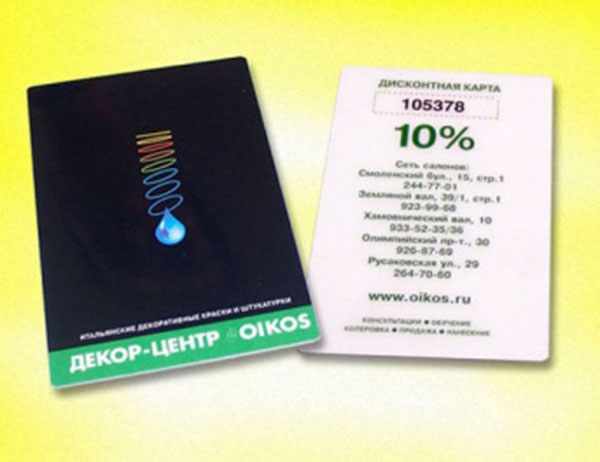 ИТАЛЬЯНСКИЕ ДЕКОРАТИВНЫЕ КРАСКИ И ШТУКАТУРКИ
ДЕКОР-ЦЕНТР OIKOS
ДИСКОНТНАЯ КАРТА
105378
10%
Сеть салонов:
Смоленский бул., 15, стр.1
244-77-01
Земляной вал, 39/1, стр.1
923-99-68
Хамовнический вал, 10
933-52-35/36
Олимпийский пр-т., 30
926-87-69
Русаковская ул., 29
264-70-60
www.oikos.ru
КОНСУЛЬТАЦИИ ● ОБУЧЕНИЕ
КОЛЕРОВКА ● ПРОДАЖА ● НАНЕСЕНИЕ